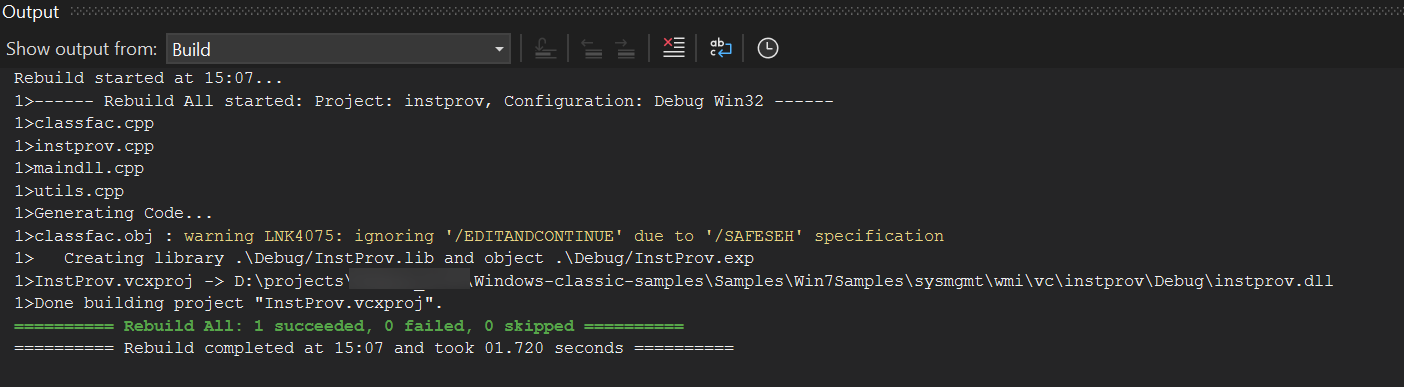 Output
Show output from: Build
Rebuild started at 15:07...
1>------ Rebuild All started: Project: instprov, Configuration: Debug Win32 ------
1>classfac.cpp
1>instprov.cpp
1>maindll.cpp
1>utils.cpp
1>Generating Code...
1>classfac.obj : warning LNK4075: ignoring '/EDITANDCONTINUE' due to '/SAFESEH' specification
1>   Creating library .\Debug/InstProv.lib and object .\Debug/InstProv.exp
1>InstProv.vcxproj -> D:\projects\ \Windows-classic-samples\Samples\Win7Samples\sysmgmt\wmi\vc\instprov\Debug\instprov.dll
1>Done building project "InstProv.vcxproj".
========== Rebuild All: 1 succeeded, 0 failed, 0 skipped ==========
========== Rebuild completed at 15:07 and took 01.720 seconds ==========